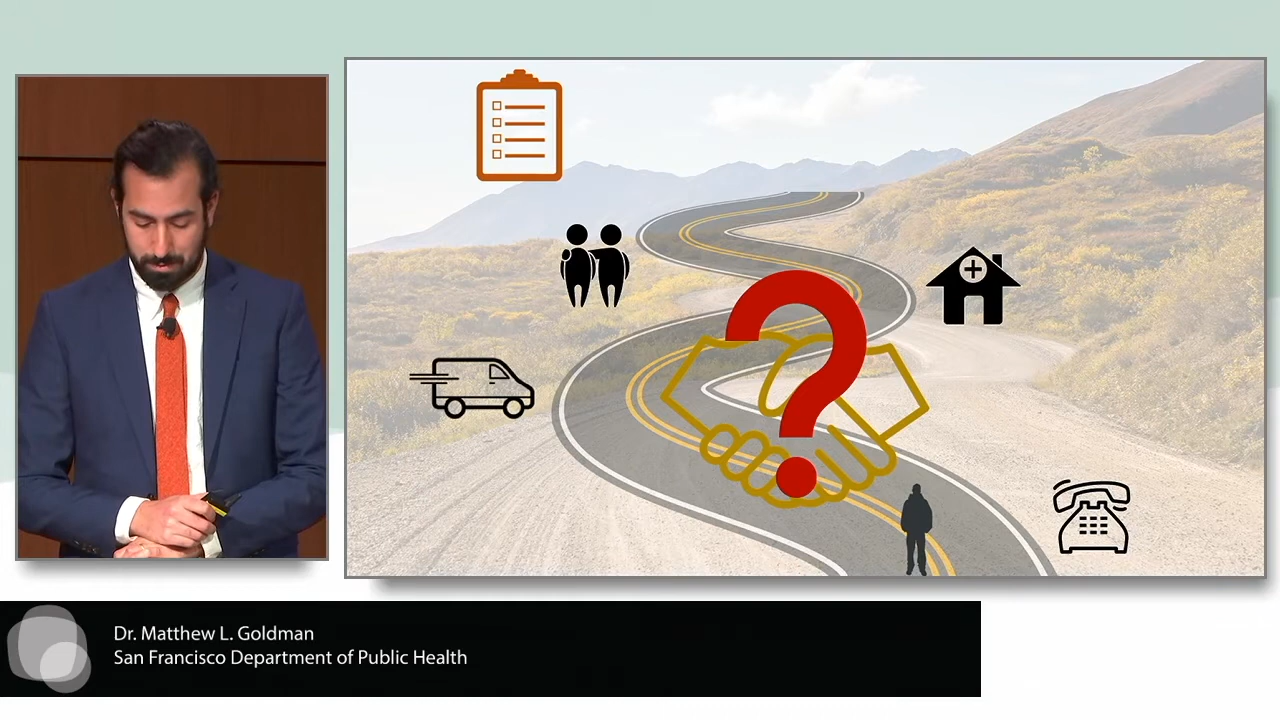 ?
Dr. Matthew L. Goldman
San Francisco Department of Public Health